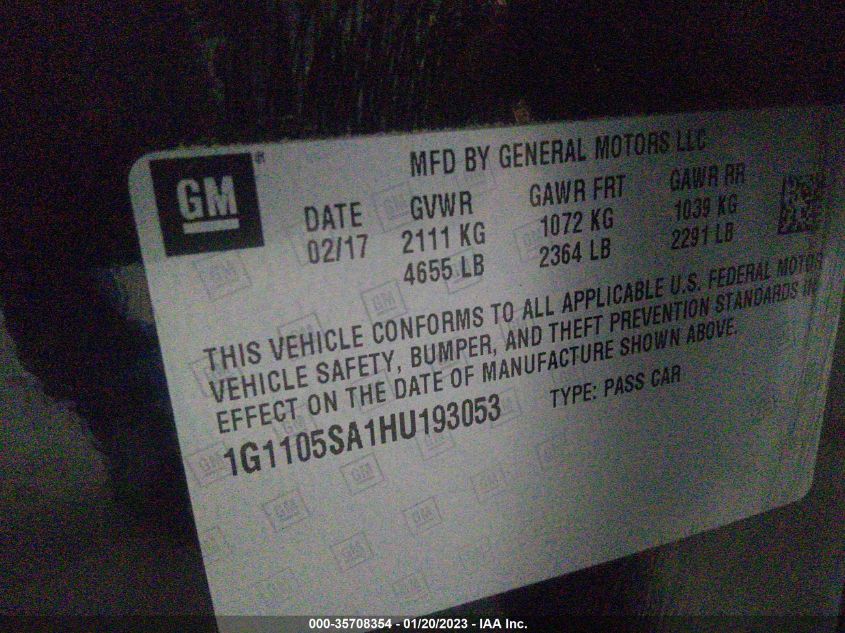 GM
MFD BY GENERAL MOTORS LLC
DATE GVWR GAWR FRT GAWR RR
02/17 2111 KG 1072 KG 1039 KG
4655 LB 2364 LB 2291 LB
THIS VEHICLE CONFORMS TO ALL APPLICABLE U.S. FEDERAL MOTOR
VEHICLE SAFETY, BUMPER, AND THEFT PREVENTION STANDARDS IN
EFFECT ON THE DATE OF MANUFACTURE SHOWN ABOVE.
1G1105SA1HU193053 TYPE: PASS CAR
000-35708354 - 01/20/2023 - IAA Inc.